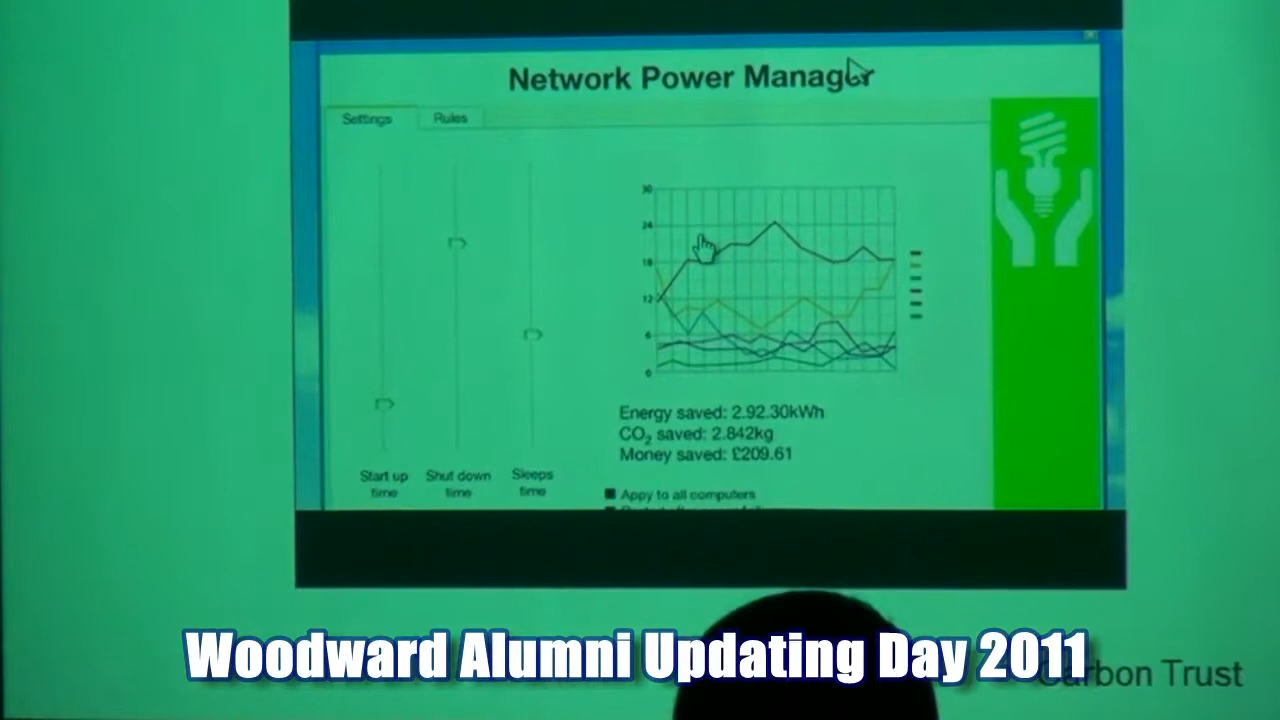 Network Power Manager
Settings
Rules
30
24
18
12
6
0
Energy saved: 2.92.30kWh
CO₂ saved: 2.842kg
Money saved: £209.61
Start up time
Shut down time
Sleeps time
Appy to all computers
Woodward Alumni Updating Day 2011
Carbon Trust